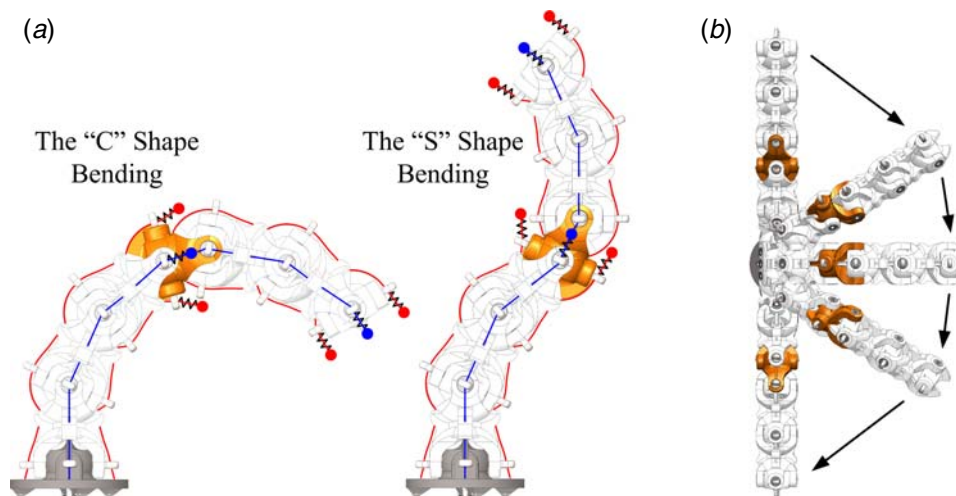 (a)
(b)
The “C” Shape
Bending
The “S” Shape
Bending